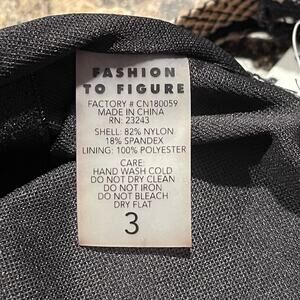 FASHION
TO FIGURE
FACTORY # CN180059
MADE IN CHINA
RN: 23243
SHELL: 82% NYLON
18% SPANDEX
LINING: 100% POLYESTER
CARE:
HAND WASH COLD
DO NOT DRY CLEAN
DO NOT IRON
DO NOT BLEACH
DRY FLAT
3